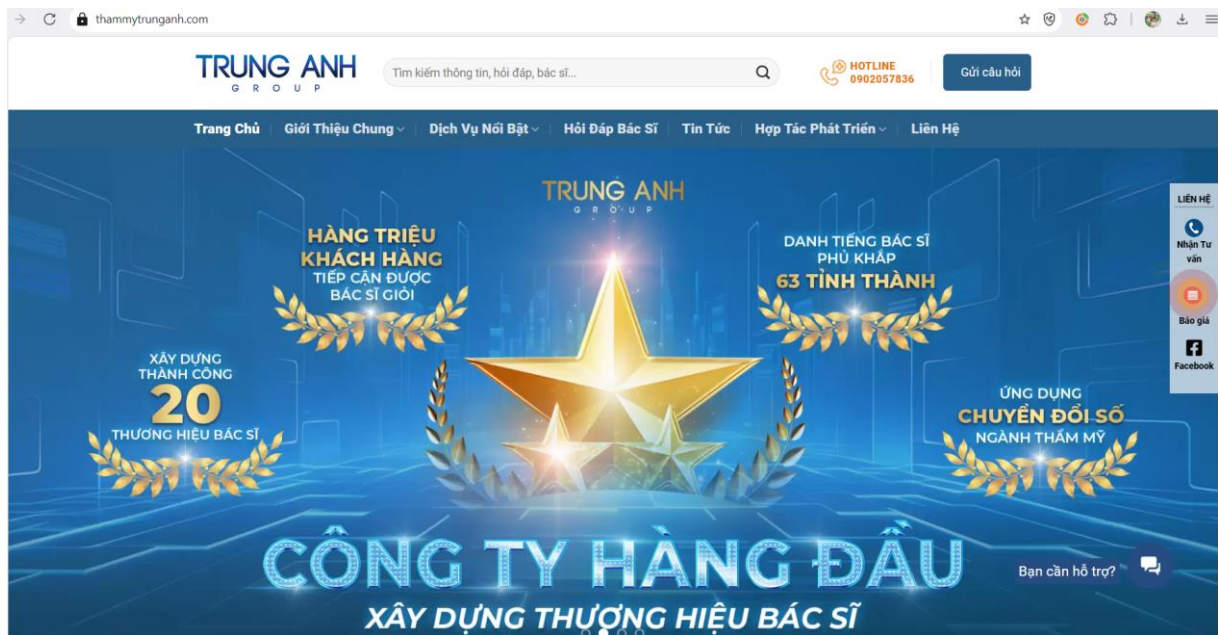 thammytrunganh.com
TRUNG ANH
GROUP
Tìm kiếm thông tin, hỏi đáp, bác sĩ...
HOTLINE
0902057836
Gửi câu hỏi
Trang Chủ
Giới Thiệu Chung
Dịch Vụ Nổi Bật
Hỏi Đáp Bác Sĩ
Tin Tức
Hợp Tác Phát Triển
Liên Hệ
TRUNG ANH
GROUP
HÀNG TRIỆU
KHÁCH HÀNG
TIẾP CẬN ĐƯỢC
BÁC SĨ GIỎI
DANH TIẾNG BÁC SĨ
PHỦ KHẮP
63 TỈNH THÀNH
XÂY DỰNG
THÀNH CÔNG
20
THƯƠNG HIỆU BÁC SĨ
ỨNG DỤNG
CHUYỂN ĐỔI SỐ
NGÀNH THẨM MỸ
LIÊN HỆ
Nhận Tư
vấn
Báo giá
Facebook
CÔNG TY HÀNG ĐẦU
XÂY DỰNG THƯƠNG HIỆU BÁC SĨ
Bạn cần hỗ trợ?